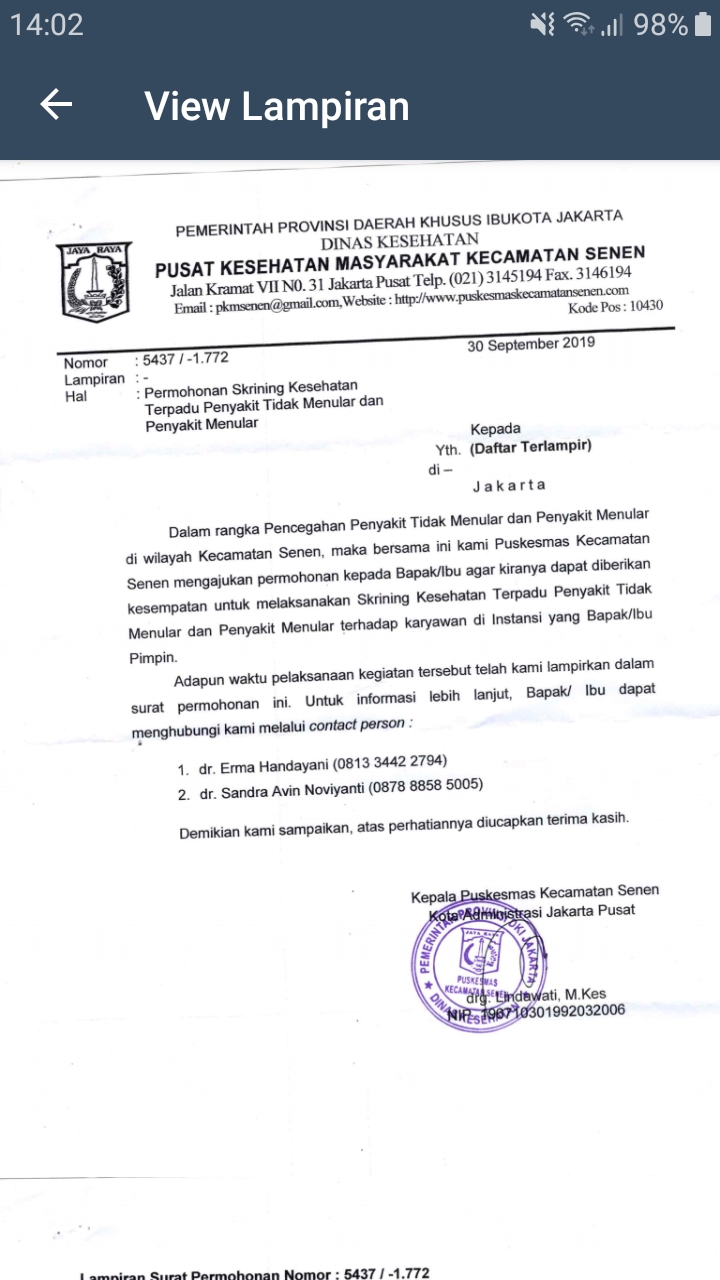 14:02
98%
View Lampiran
JAYA RAYA
PEMERINTAH PROVINSI DAERAH KHUSUS IBUKOTA JAKARTA
DINAS KESEHATAN
PUSAT KESEHATAN MASYARAKAT KECAMATAN SENEN
Jalan Kramat VII N0. 31 Jakarta Pusat Telp. (021) 3145194 Fax. 3146194
Email : pkmsenen@gmail.com,Website : http://www.puskesmaskecamatansenen.com
Kode Pos : 10430
30 September 2019
Nomor : 5437 / -1.772
Lampiran : -
Hal : Permohonan Skrining Kesehatan
Terpadu Penyakit Tidak Menular dan
Penyakit Menular
Kepada
Yth. (Daftar Terlampir)
di –
J a k a r t a
Dalam rangka Pencegahan Penyakit Tidak Menular dan Penyakit Menular
di wilayah Kecamatan Senen, maka bersama ini kami Puskesmas Kecamatan
Senen mengajukan permohonan kepada Bapak/Ibu agar kiranya dapat diberikan
kesempatan untuk melaksanakan Skrining Kesehatan Terpadu Penyakit Tidak
Menular dan Penyakit Menular terhadap karyawan di Instansi yang Bapak/Ibu
Pimpin.
Adapun waktu pelaksanaan kegiatan tersebut telah kami lampirkan dalam
surat permohonan ini. Untuk informasi lebih lanjut, Bapak/ Ibu dapat
menghubungi kami melalui contact person :
1. dr. Erma Handayani (0813 3442 2794)
2. dr. Sandra Avin Noviyanti (0878 8858 5005)
Demikian kami sampaikan, atas perhatiannya diucapkan terima kasih.
Kepala Puskesmas Kecamatan Senen
Kota Administrasi Jakarta Pusat
PEMERINTAH PROVINSI DKI JAKARTA
JAYA RAYA
PUSKESMAS
KECAMATAN SENEN
DINAS KESEHATAN
drg. Lindawati, M.Kes
NIP. 196710301992032006
Lampiran Surat Permohonan Nomor : 5437 / -1.772